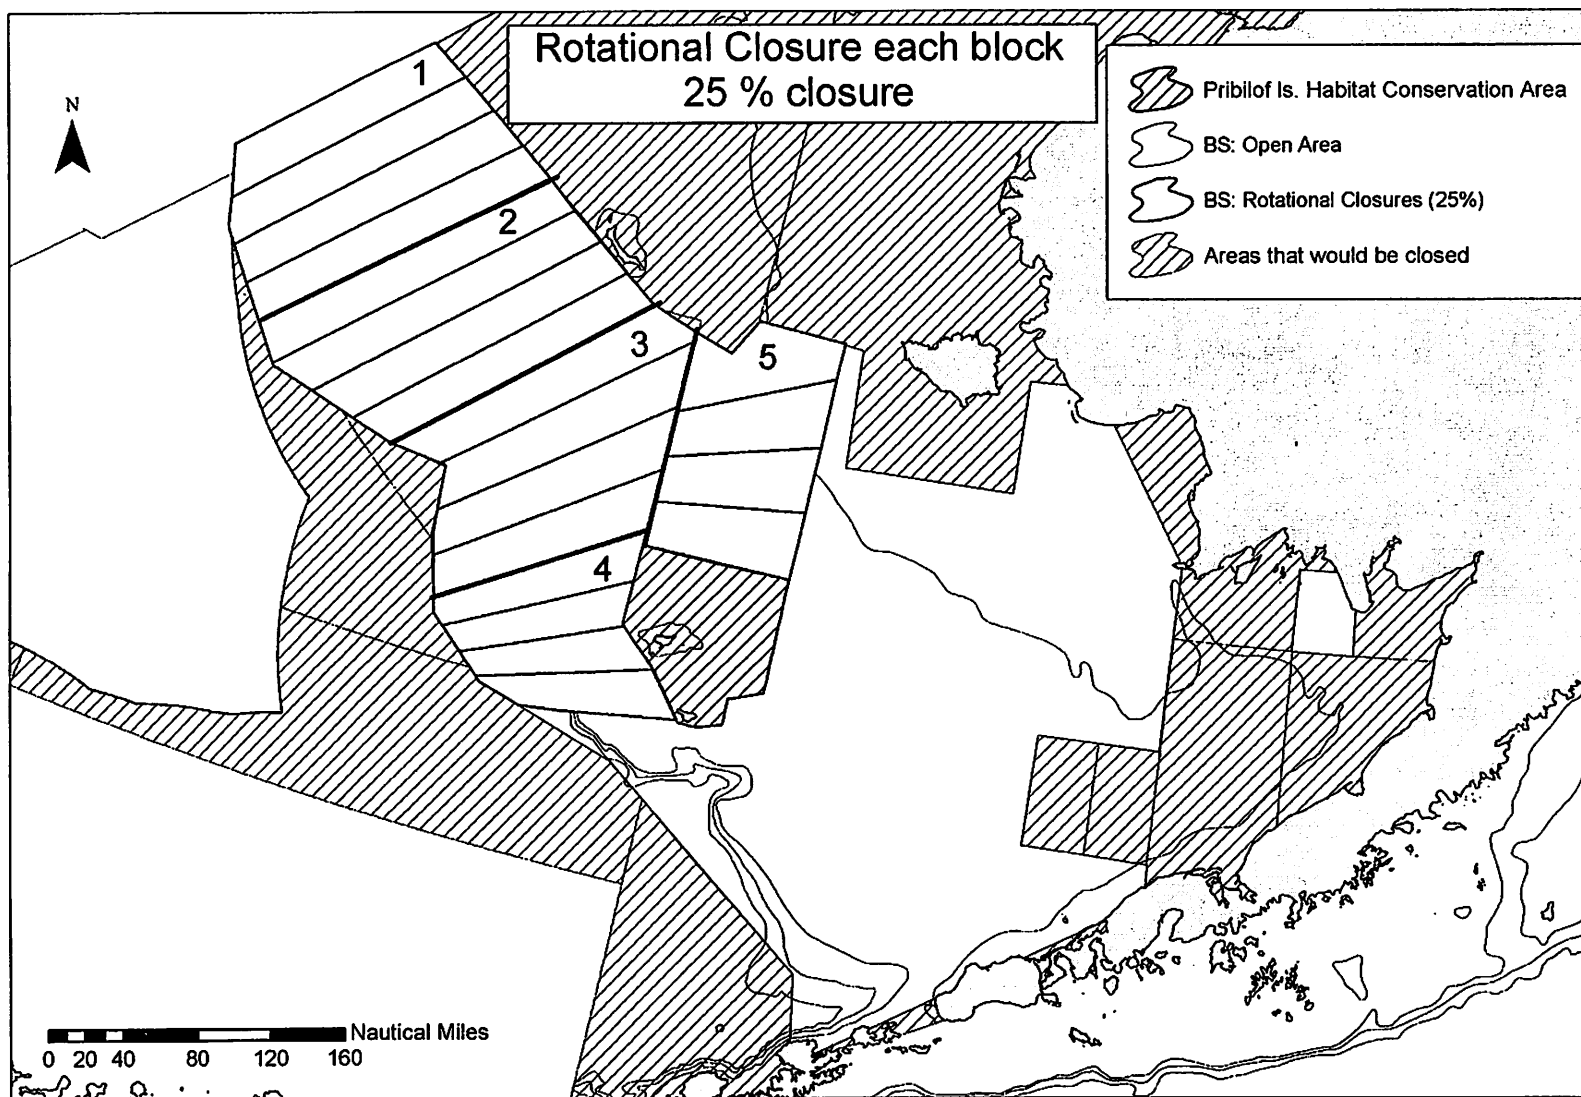 Rotational Closure each block
25 % closure
Pribilof Is. Habitat Conservation Area
BS: Open Area
BS: Rotational Closures (25%)
Areas that would be closed
N
1
2
3
5
4
Nautical Miles
0 20 40 80 120 160